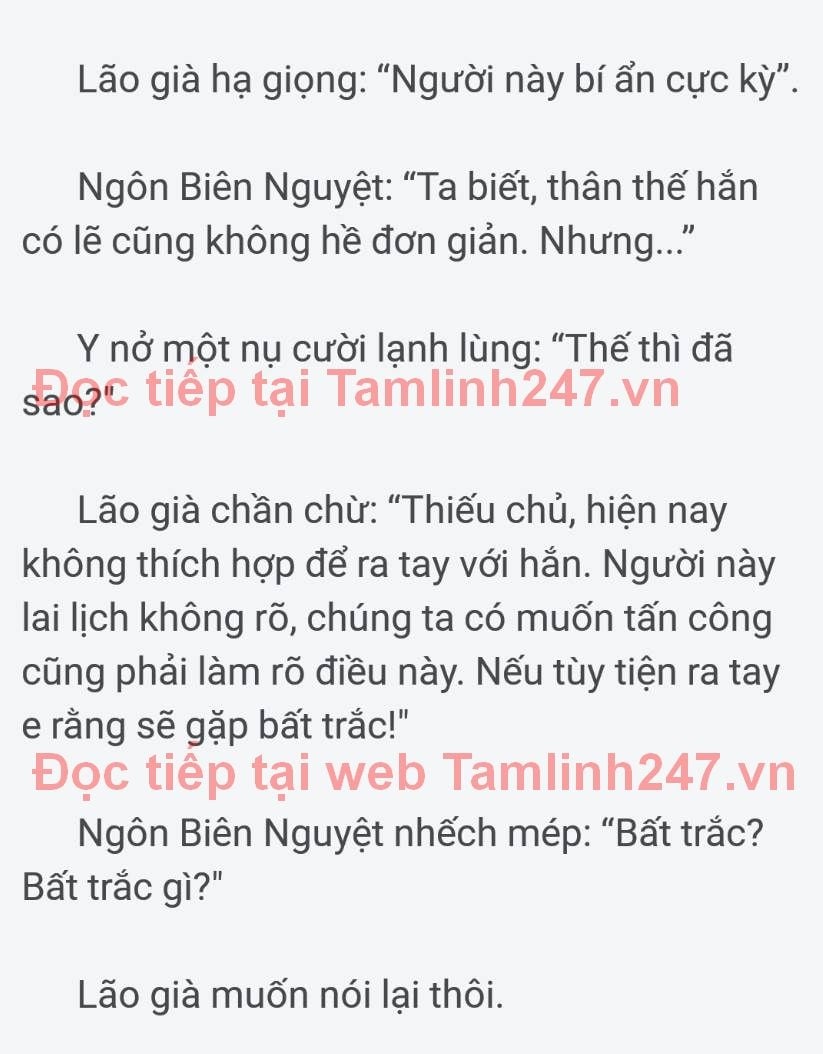 Lão già hạ giọng: “Người này bí ẩn cực kỳ”.
Ngôn Biên Nguyệt: “Ta biết, thân thế hắn
có lẽ cũng không hề đơn giản. Nhưng...”
Y nở một nụ cười lạnh lùng: “Thế thì đã
Đọc tiếp tại Tamlinh247.vn
sao?"
Lão già chần chừ: “Thiếu chủ, hiện nay
không thích hợp để ra tay với hắn. Người này
lai lịch không rõ, chúng ta có muốn tấn công
cũng phải làm rõ điều này. Nếu tùy tiện ra tay
e rằng sẽ gặp bất trắc!"
Đọc tiếp tại web Tamlinh247.vn
Ngôn Biên Nguyệt nhếch mép: “Bất trắc?
Bất trắc gì?"
Lão già muốn nói lại thôi.